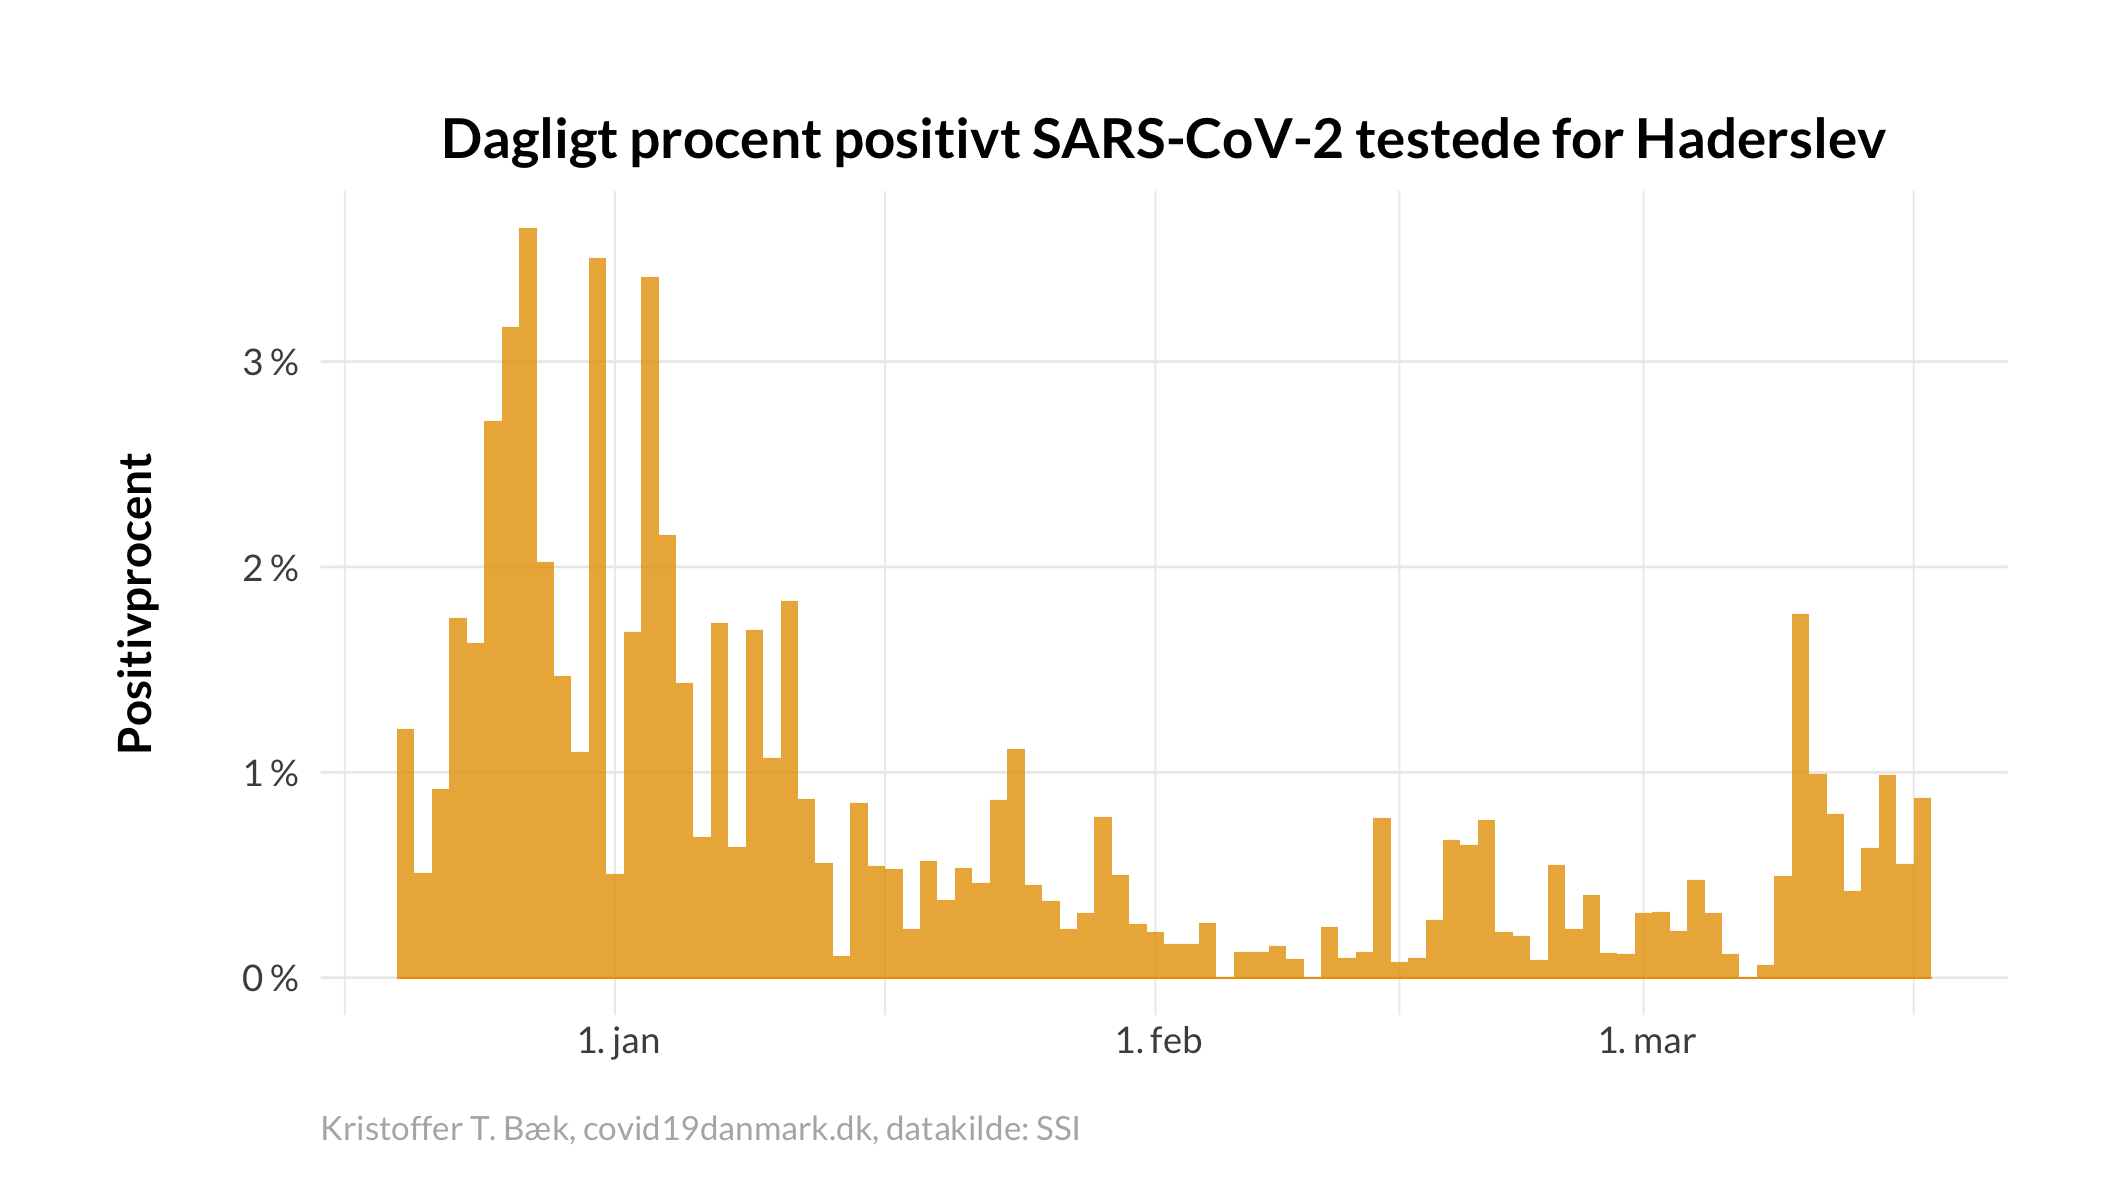 Dagligt procent positivt SARS-CoV-2 testede for Haderslev
Positivprocent
3 %
2 %
1 %
0 %
1. jan
1. feb
1. mar
Kristoffer T. Bæk, covid19danmark.dk, datakilde: SSI